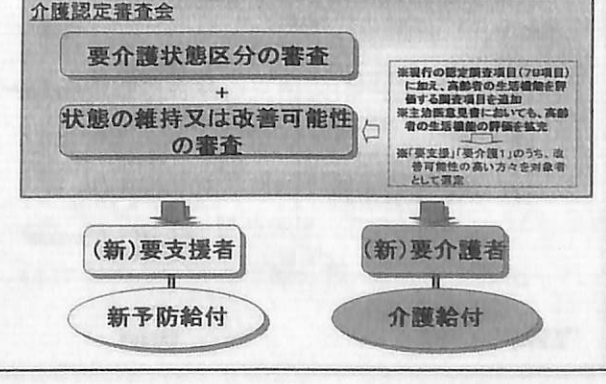 介護認定審査会
要介護状態区分の審査
+
状態の維持又は改善可能性
の審査
※現行の認定調査項目(79項目)
に加え、高齢者の生活機能を評
価する調査項目を追加
※主治医意見書においても、高齢
者の生活機能の評価を拡充
※「要支援」「要介護1」のうち、改
善可能性の高い方々を対象者
として選定
(新)要支援者
(新)要介護者
新予防給付
介護給付